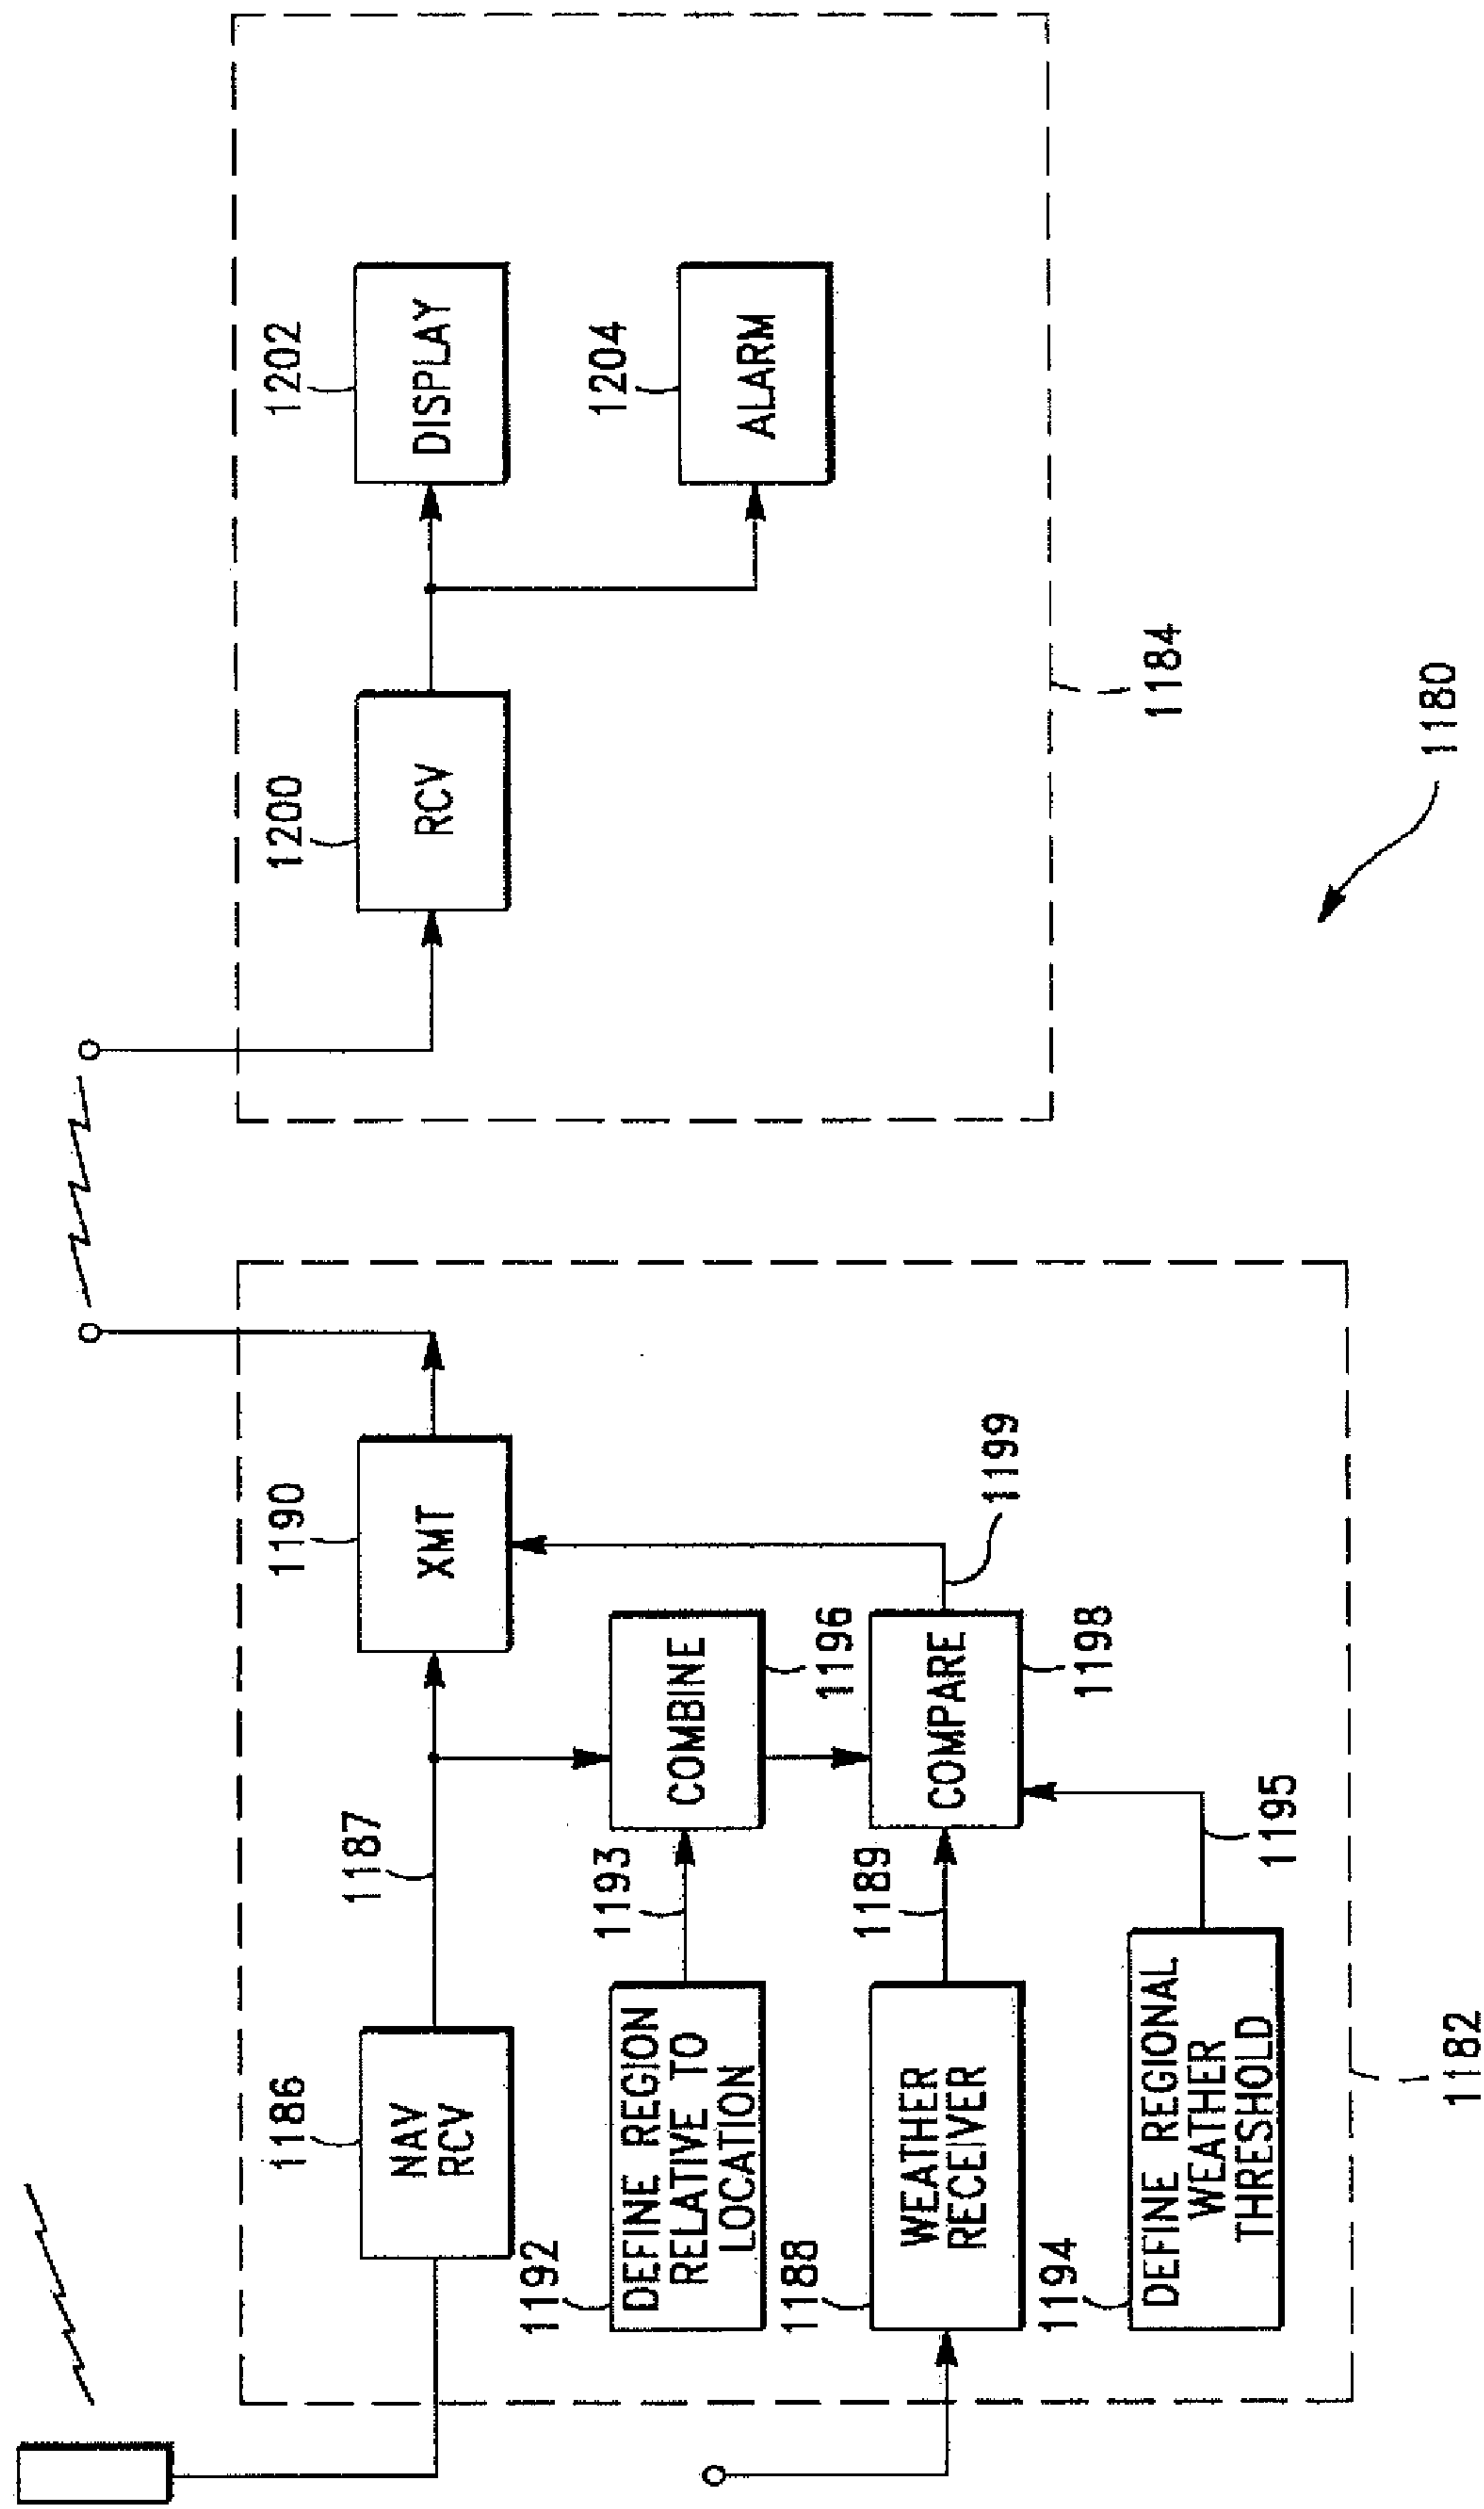 1186
NAV
RCV
1187
1190
XMT
1192
DEFINE REGION
RELATIVE TO
LOCATION
1193
COMBINE
1196
1188
WEATHER
RECEIVER
1189
COMPARE
1198
1199
1194
DEFINE REGIONAL
WEATHER
THRESHOLD
1195
1182
1200
RCV
1202
DISPLAY
1204
ALARM
1184
1180